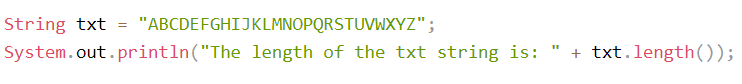 String txt = "ABCDEFGHIJKLMNOPQRSTUVWXYZ";
System.out.println("The length of the txt string is: " + txt.length());